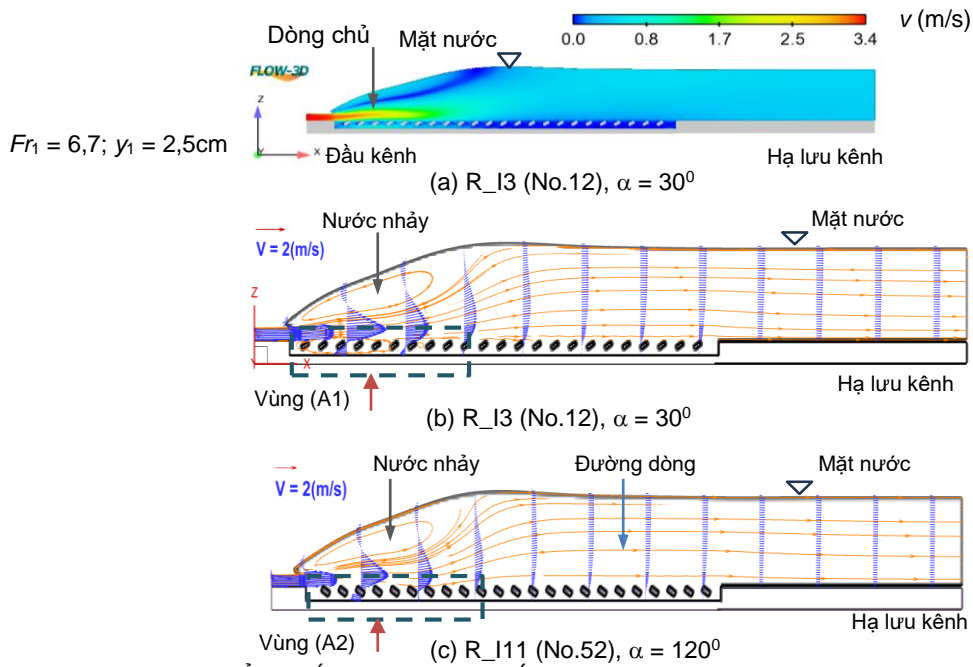 v (m/s)
0.0 0.8 1.7 2.5 3.4
Dòng chủ
Mặt nước
FLOW-3D
z
Y
x
Fr1 = 6,7; y1 = 2,5cm
Đầu kênh
Hạ lưu kênh
(a) R_I3 (No.12), α = 30⁰
Nước nhảy
Mặt nước
V = 2(m/s)
Z
X
Hạ lưu kênh
Vùng (A1)
(b) R_I3 (No.12), α = 30⁰
Nước nhảy
Đường dòng
Mặt nước
V = 2(m/s)
Hạ lưu kênh
Vùng (A2)
(c) R_I11 (No.52), α = 120⁰